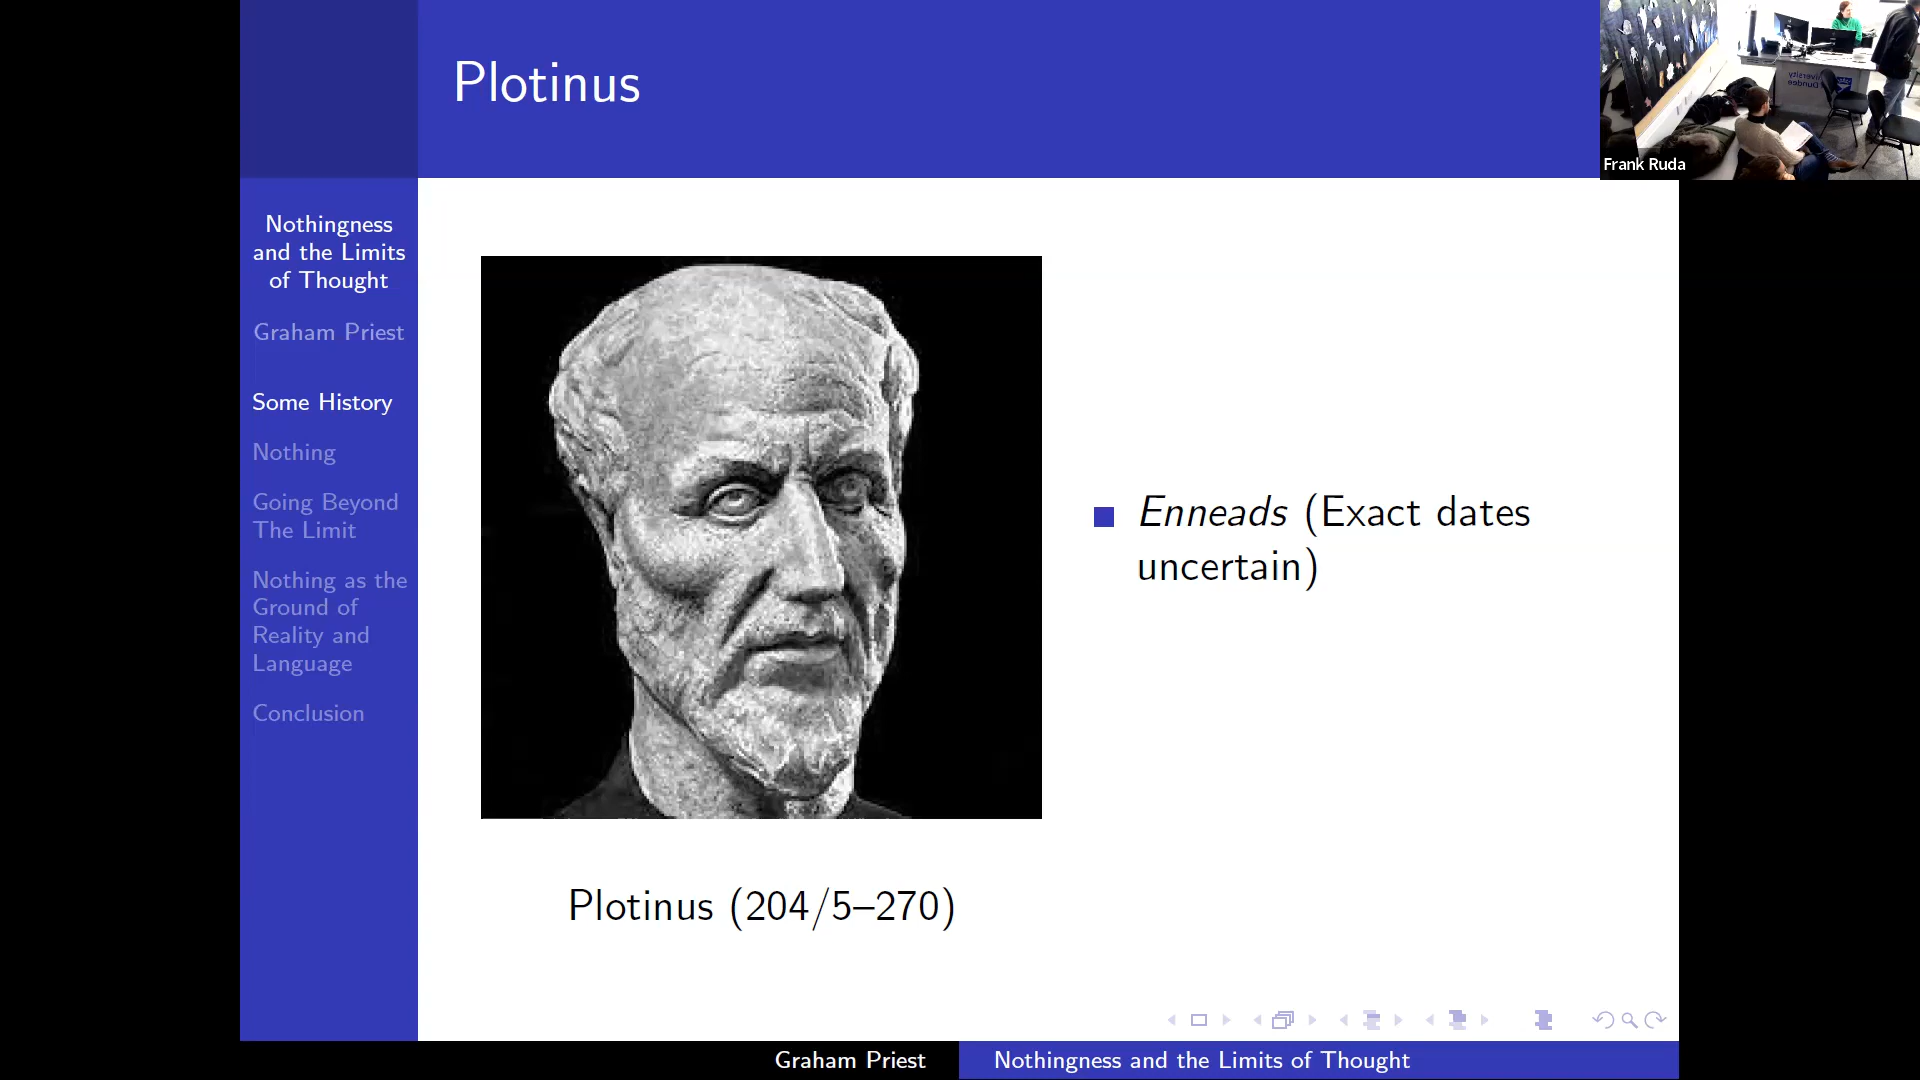 Plotinus
Frank Ruda
Nothingness
and the Limits
of Thought
Graham Priest
Some History
Nothing
Going Beyond
The Limit
Nothing as the
Ground of
Reality and
Language
Conclusion
Enneads (Exact dates
uncertain)
Plotinus (204/5–270)
Graham Priest
Nothingness and the Limits of Thought